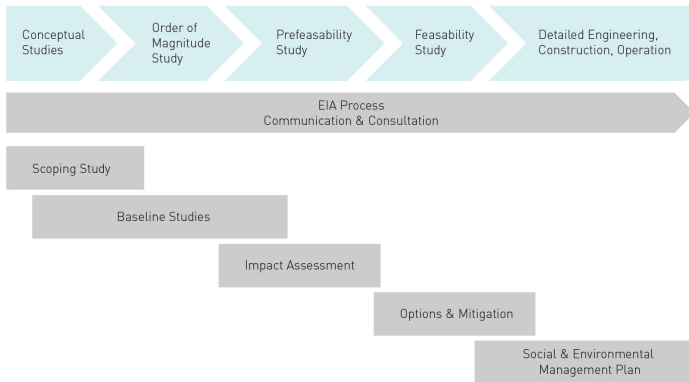 Conceptual
Studies
Order of
Magnitude
Study
Prefeasability
Study
Feasability
Study
Detailed Engineering,
Construction, Operation
EIA Process
Communication & Consultation
Scoping Study
Baseline Studies
Impact Assessment
Options & Mitigation
Social & Environmental
Management Plan